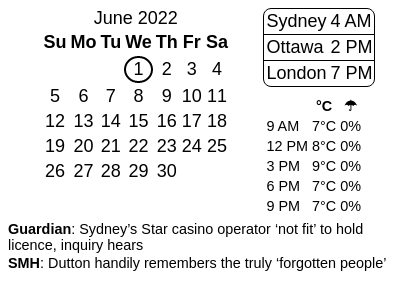 June 2022
Su Mo Tu We Th Fr Sa
1 2 3 4
5 6 7 8 9 10 11
12 13 14 15 16 17 18
19 20 21 22 23 24 25
26 27 28 29 30
Sydney 4 AM
Ottawa 2 PM
London 7 PM
°C ☂
9 AM 7°C 0%
12 PM 8°C 0%
3 PM 9°C 0%
6 PM 7°C 0%
9 PM 7°C 0%
Guardian: Sydney’s Star casino operator ‘not fit’ to hold
licence, inquiry hears
SMH: Dutton handily remembers the truly ‘forgotten people’